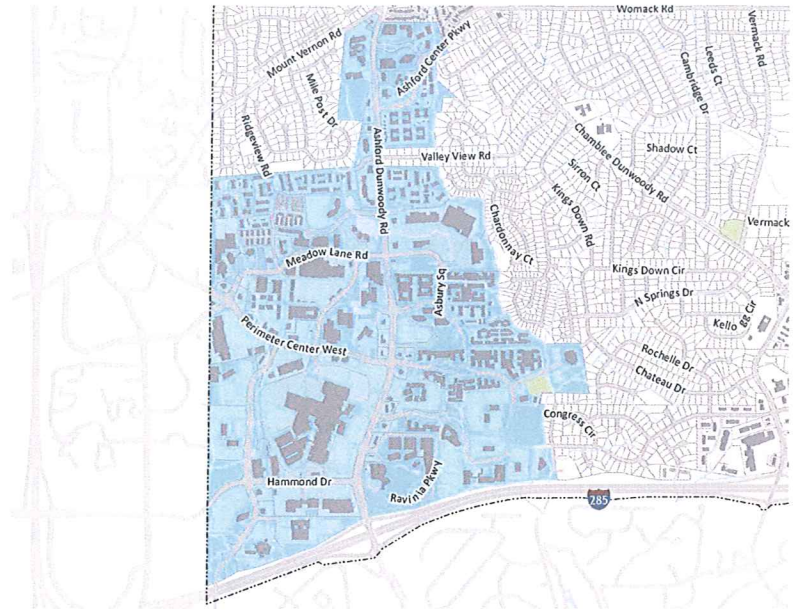 Womack Rd
Mount Vernon Rd
Ashford Center Pkwy
Vermack Rd
Leeds Ct
Cambridge Dr
Mile Post Dr
Ridgeview Rd
Ashford Dunwoody Rd
Valley View Rd
Chamblee Dunwoody Rd
Shadow Ct
Sirron Ct
Kings Down Rd
Chardonnay Ct
Vermack
Meadow Lane Rd
Asbury Sq
Kings Down Cir
N Springs Dr
Kello
gg Cir
Perimeter Center West
Rochelle Dr
Chateau Dr
Congress Cir
Hammond Dr
Ravinia Pkwy
285